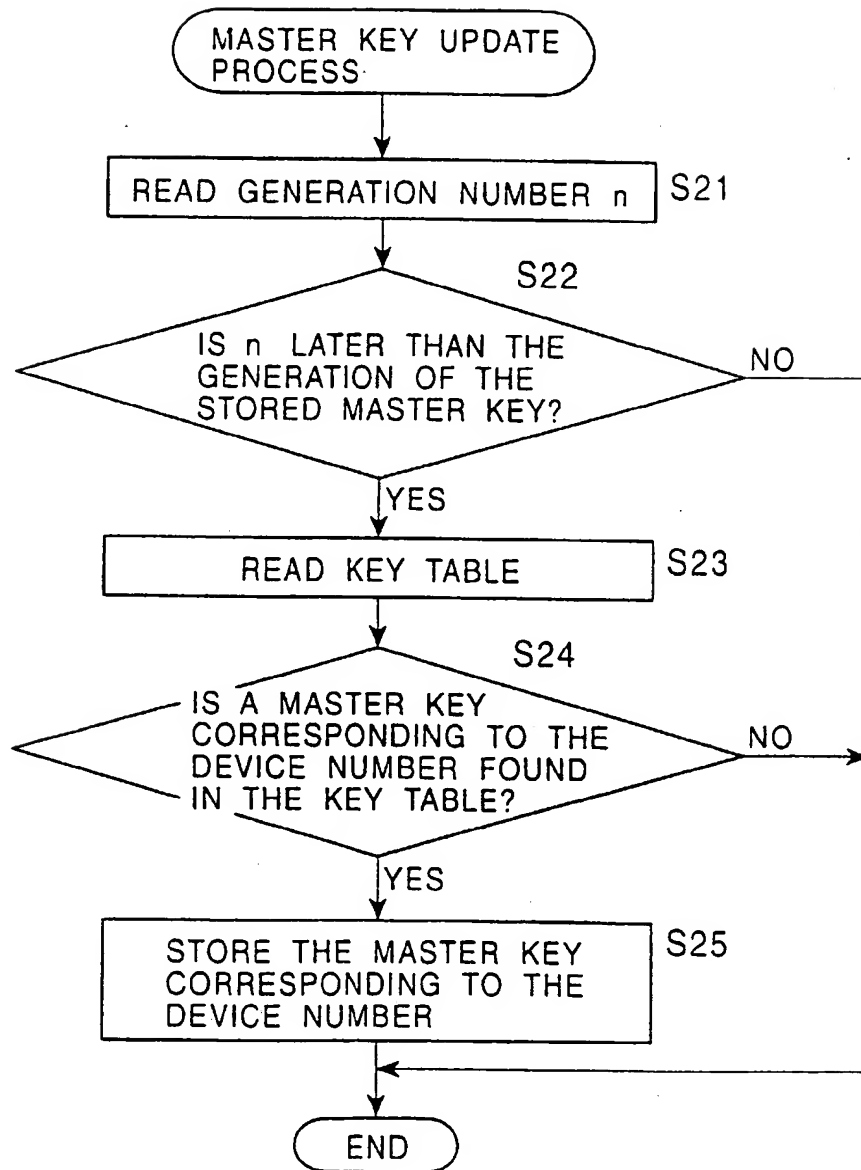 MASTER KEY UPDATE
PROCESS
READ GENERATION NUMBER n
S21
S22
IS n LATER THAN THE
GENERATION OF THE
STORED MASTER KEY?
NO
YES
READ KEY TABLE
S23
S24
IS A MASTER KEY
CORRESPONDING TO THE
DEVICE NUMBER FOUND
IN THE KEY TABLE?
NO
YES
STORE THE MASTER KEY
CORRESPONDING TO THE
DEVICE NUMBER
S25
END